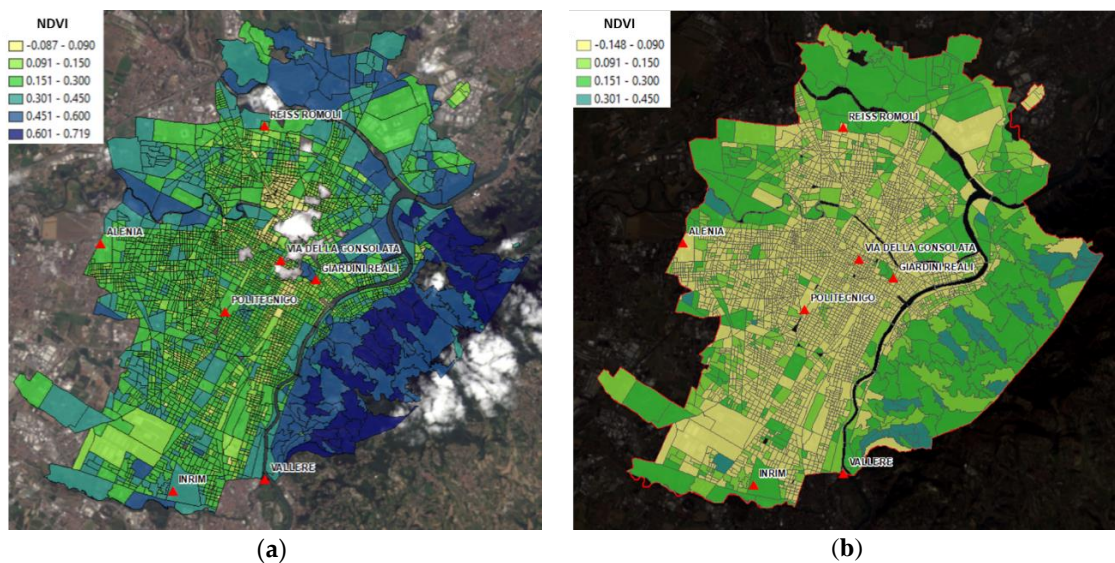 NDVI
-0.087 - 0.090
0.091 - 0.150
0.151 - 0.300
0.301 - 0.450
0.451 - 0.600
0.601 - 0.719
REISS ROMOLI
ALENIA
VIA DELLA CONSOLATA
GIARDINI REALI
POLITECNICO
VALLERE
INRIM
(a)
NDVI
-0.148 - 0.090
0.091 - 0.150
0.151 - 0.300
0.301 - 0.450
REISS ROMOLI
ALENIA
VIA DELLA CONSOLATA
GIARDINI REALI
POLITECNICO
VALLERE
INRIM
(b)